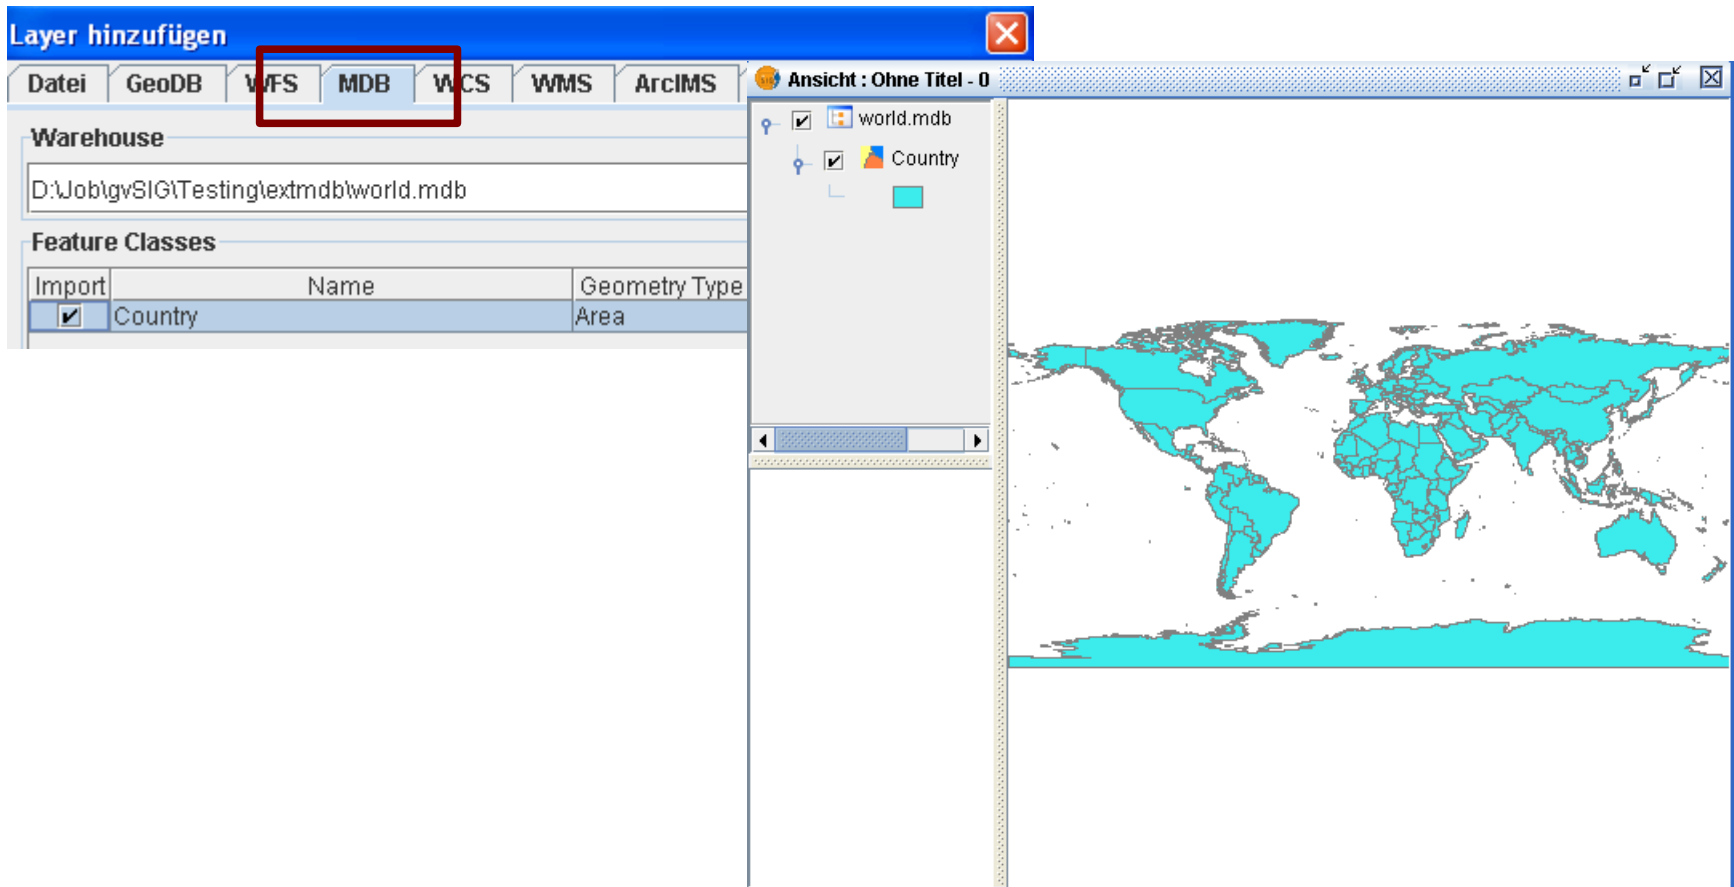 Layer hinzufügen
Datei GeoDB WFS MDB WCS WMS ArcIMS
Warehouse
D:\Job\gvSIG\Testing\extmdb\world.mdb
Feature Classes
Import Name Geometry Type
Country Area
Ansicht : Ohne Titel - 0
world.mdb
Country